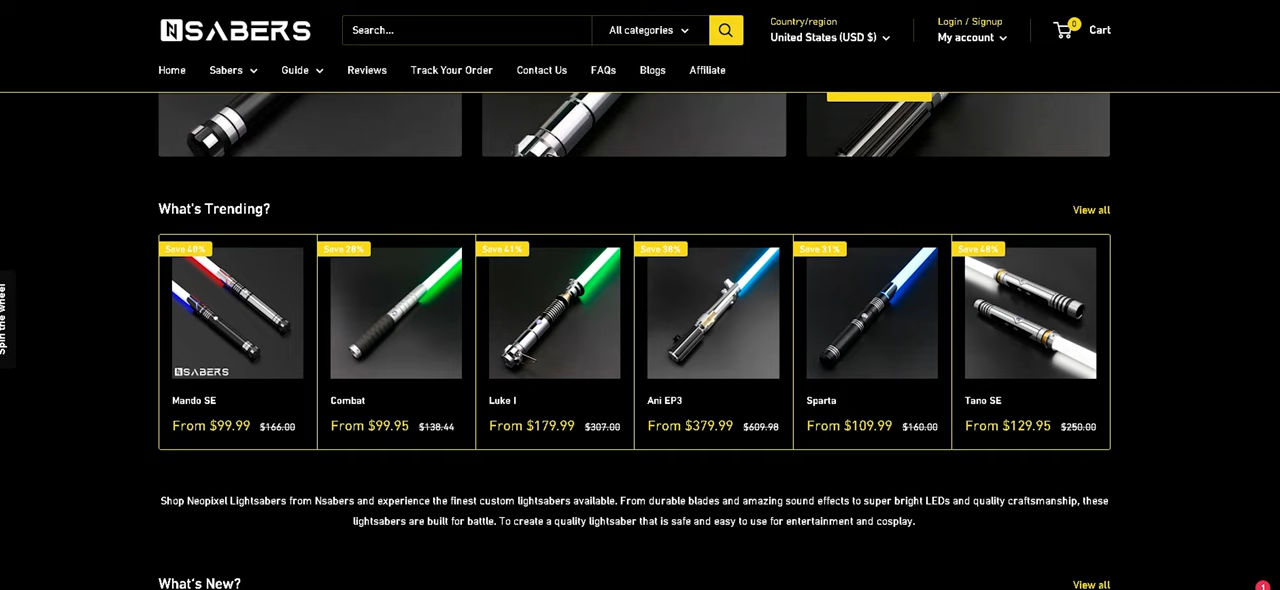 NSABERS
Search...
All categories
Country/region
United States (USD $)
Login / Signup
My account
0
Cart
Home
Sabers
Guide
Reviews
Track Your Order
Contact Us
FAQs
Blogs
Affiliate
What's Trending?
View all
Save 40%
Save 28%
Save 41%
Save 38%
Save 31%
Save 48%
NSABERS
Mando SE
Combat
Luke I
Ani EP3
Sparta
Tano SE
From $99.99 $166.00
From $99.95 $138.44
From $179.99 $307.00
From $379.99 $609.98
From $109.99 $160.00
From $129.95 $250.00
Spin the wheel
Shop Neopixel Lightsabers from Nsabers and experience the finest custom lightsabers available. From durable blades and amazing sound effects to super bright LEDs and quality craftsmanship, these
lightsabers are built for battle. To create a quality lightsaber that is safe and easy to use for entertainment and cosplay.
What's New?
View all
1